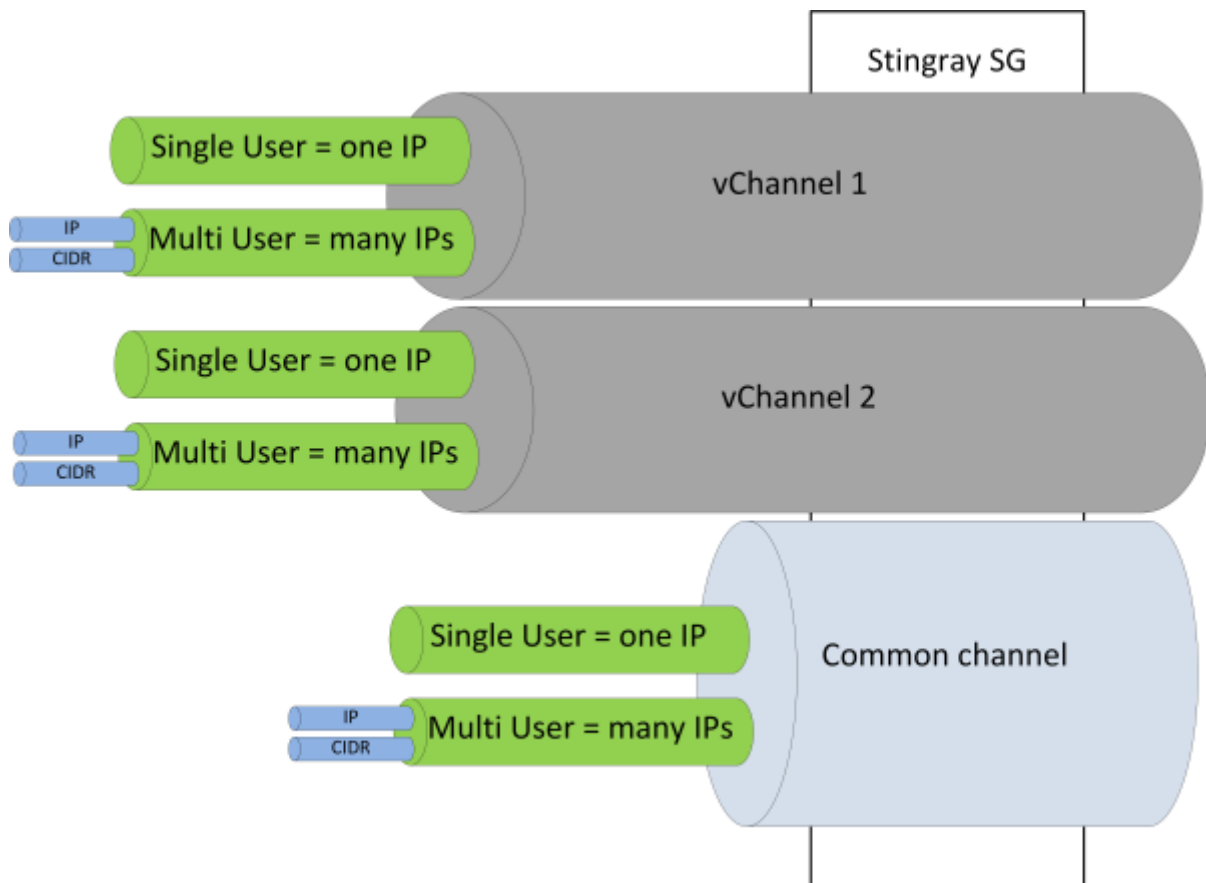 Stingray SG
Single User = one IP
vChannel 1
IP
Multi User = many IPs
CIDR
Single User = one IP
vChannel 2
IP
Multi User = many IPs
CIDR
Single User = one IP
Common channel
IP
Multi User = many IPs
CIDR